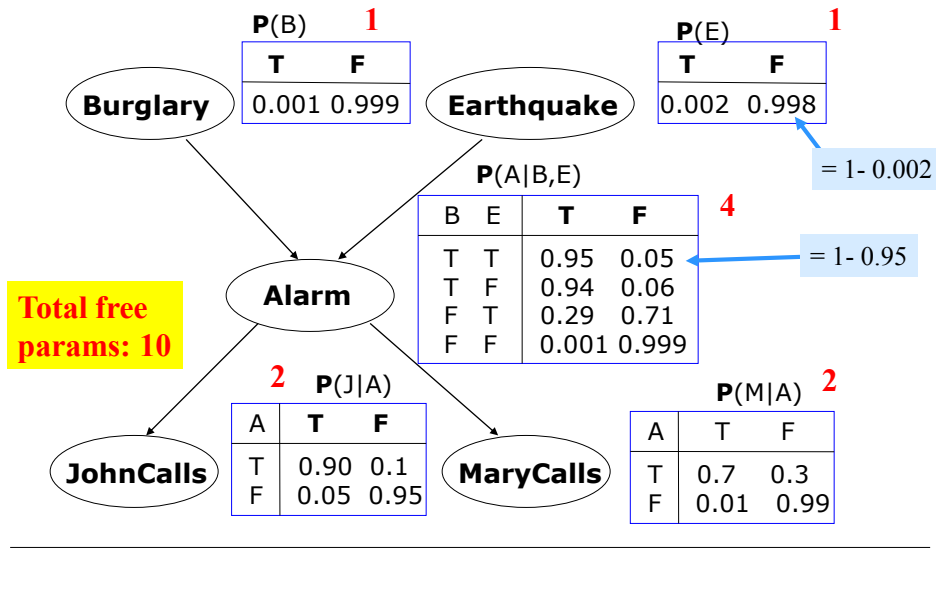 P(B) 1
T F
0.001 0.999
Burglary
P(E) 1
T F
0.002 0.998
Earthquake
= 1- 0.002
P(A|B,E)
4
B E T F
T T 0.95 0.05
T F 0.94 0.06
F T 0.29 0.71
F F 0.001 0.999
= 1- 0.95
Alarm
Total free
params: 10
2 P(J|A)
A T F
T 0.90 0.1
F 0.05 0.95
JohnCalls
P(M|A) 2
A T F
T 0.7 0.3
F 0.01 0.99
MaryCalls